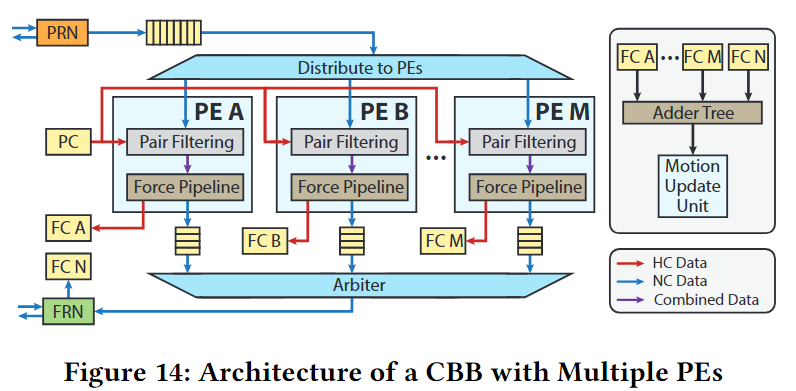 PRN
Distribute to PEs
FC A ••• FC M FC N
PE A PE B PE M
Adder Tree
PC Pair Filtering Pair Filtering ••• Pair Filtering
Force Pipeline Force Pipeline Force Pipeline
Motion
Update
Unit
FC A FC B FC M
FC N
Arbiter
FRN
HC Data
NC Data
Combined Data
Figure 14: Architecture of a CBB with Multiple PEs